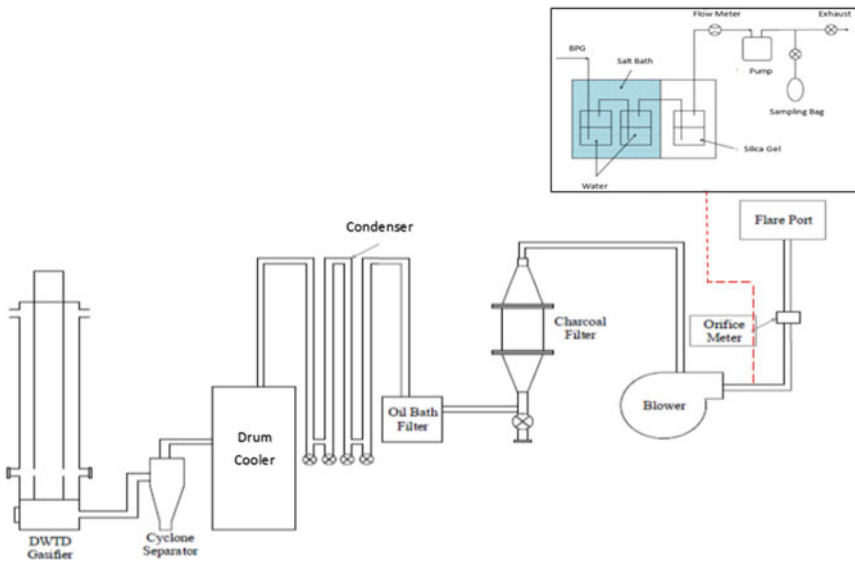 Flow Meter
Exhaust
BPG
Salt Bath
Pump
Sampling Bag
Silica Gel
Water
Condenser
Flare Port
Charcoal
Filter
Orifice
Meter
Blower
Oil Bath
Filter
Drum
Cooler
DWTD
Gasifier
Cyclone
Separator